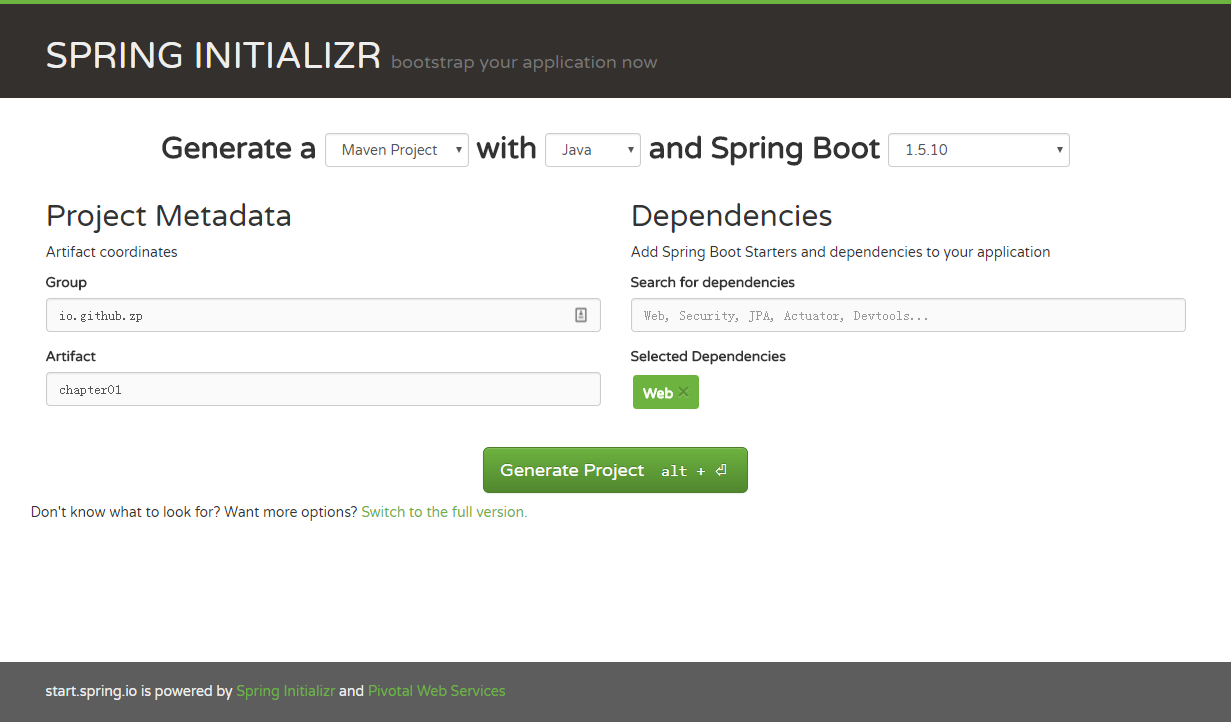 SPRING INITIALIZR bootstrap your application now
Generate a Maven Project with Java and Spring Boot 1.5.10
Project Metadata
Artifact coordinates
Group
io.github.zp
Artifact
chapter01
Dependencies
Add Spring Boot Starters and dependencies to your application
Search for dependencies
Web, Security, JPA, Actuator, Devtools...
Selected Dependencies
Web ×
Generate Project alt + ⏎
Don't know what to look for? Want more options? Switch to the full version.
start.spring.io is powered by Spring Initializr and Pivotal Web Services